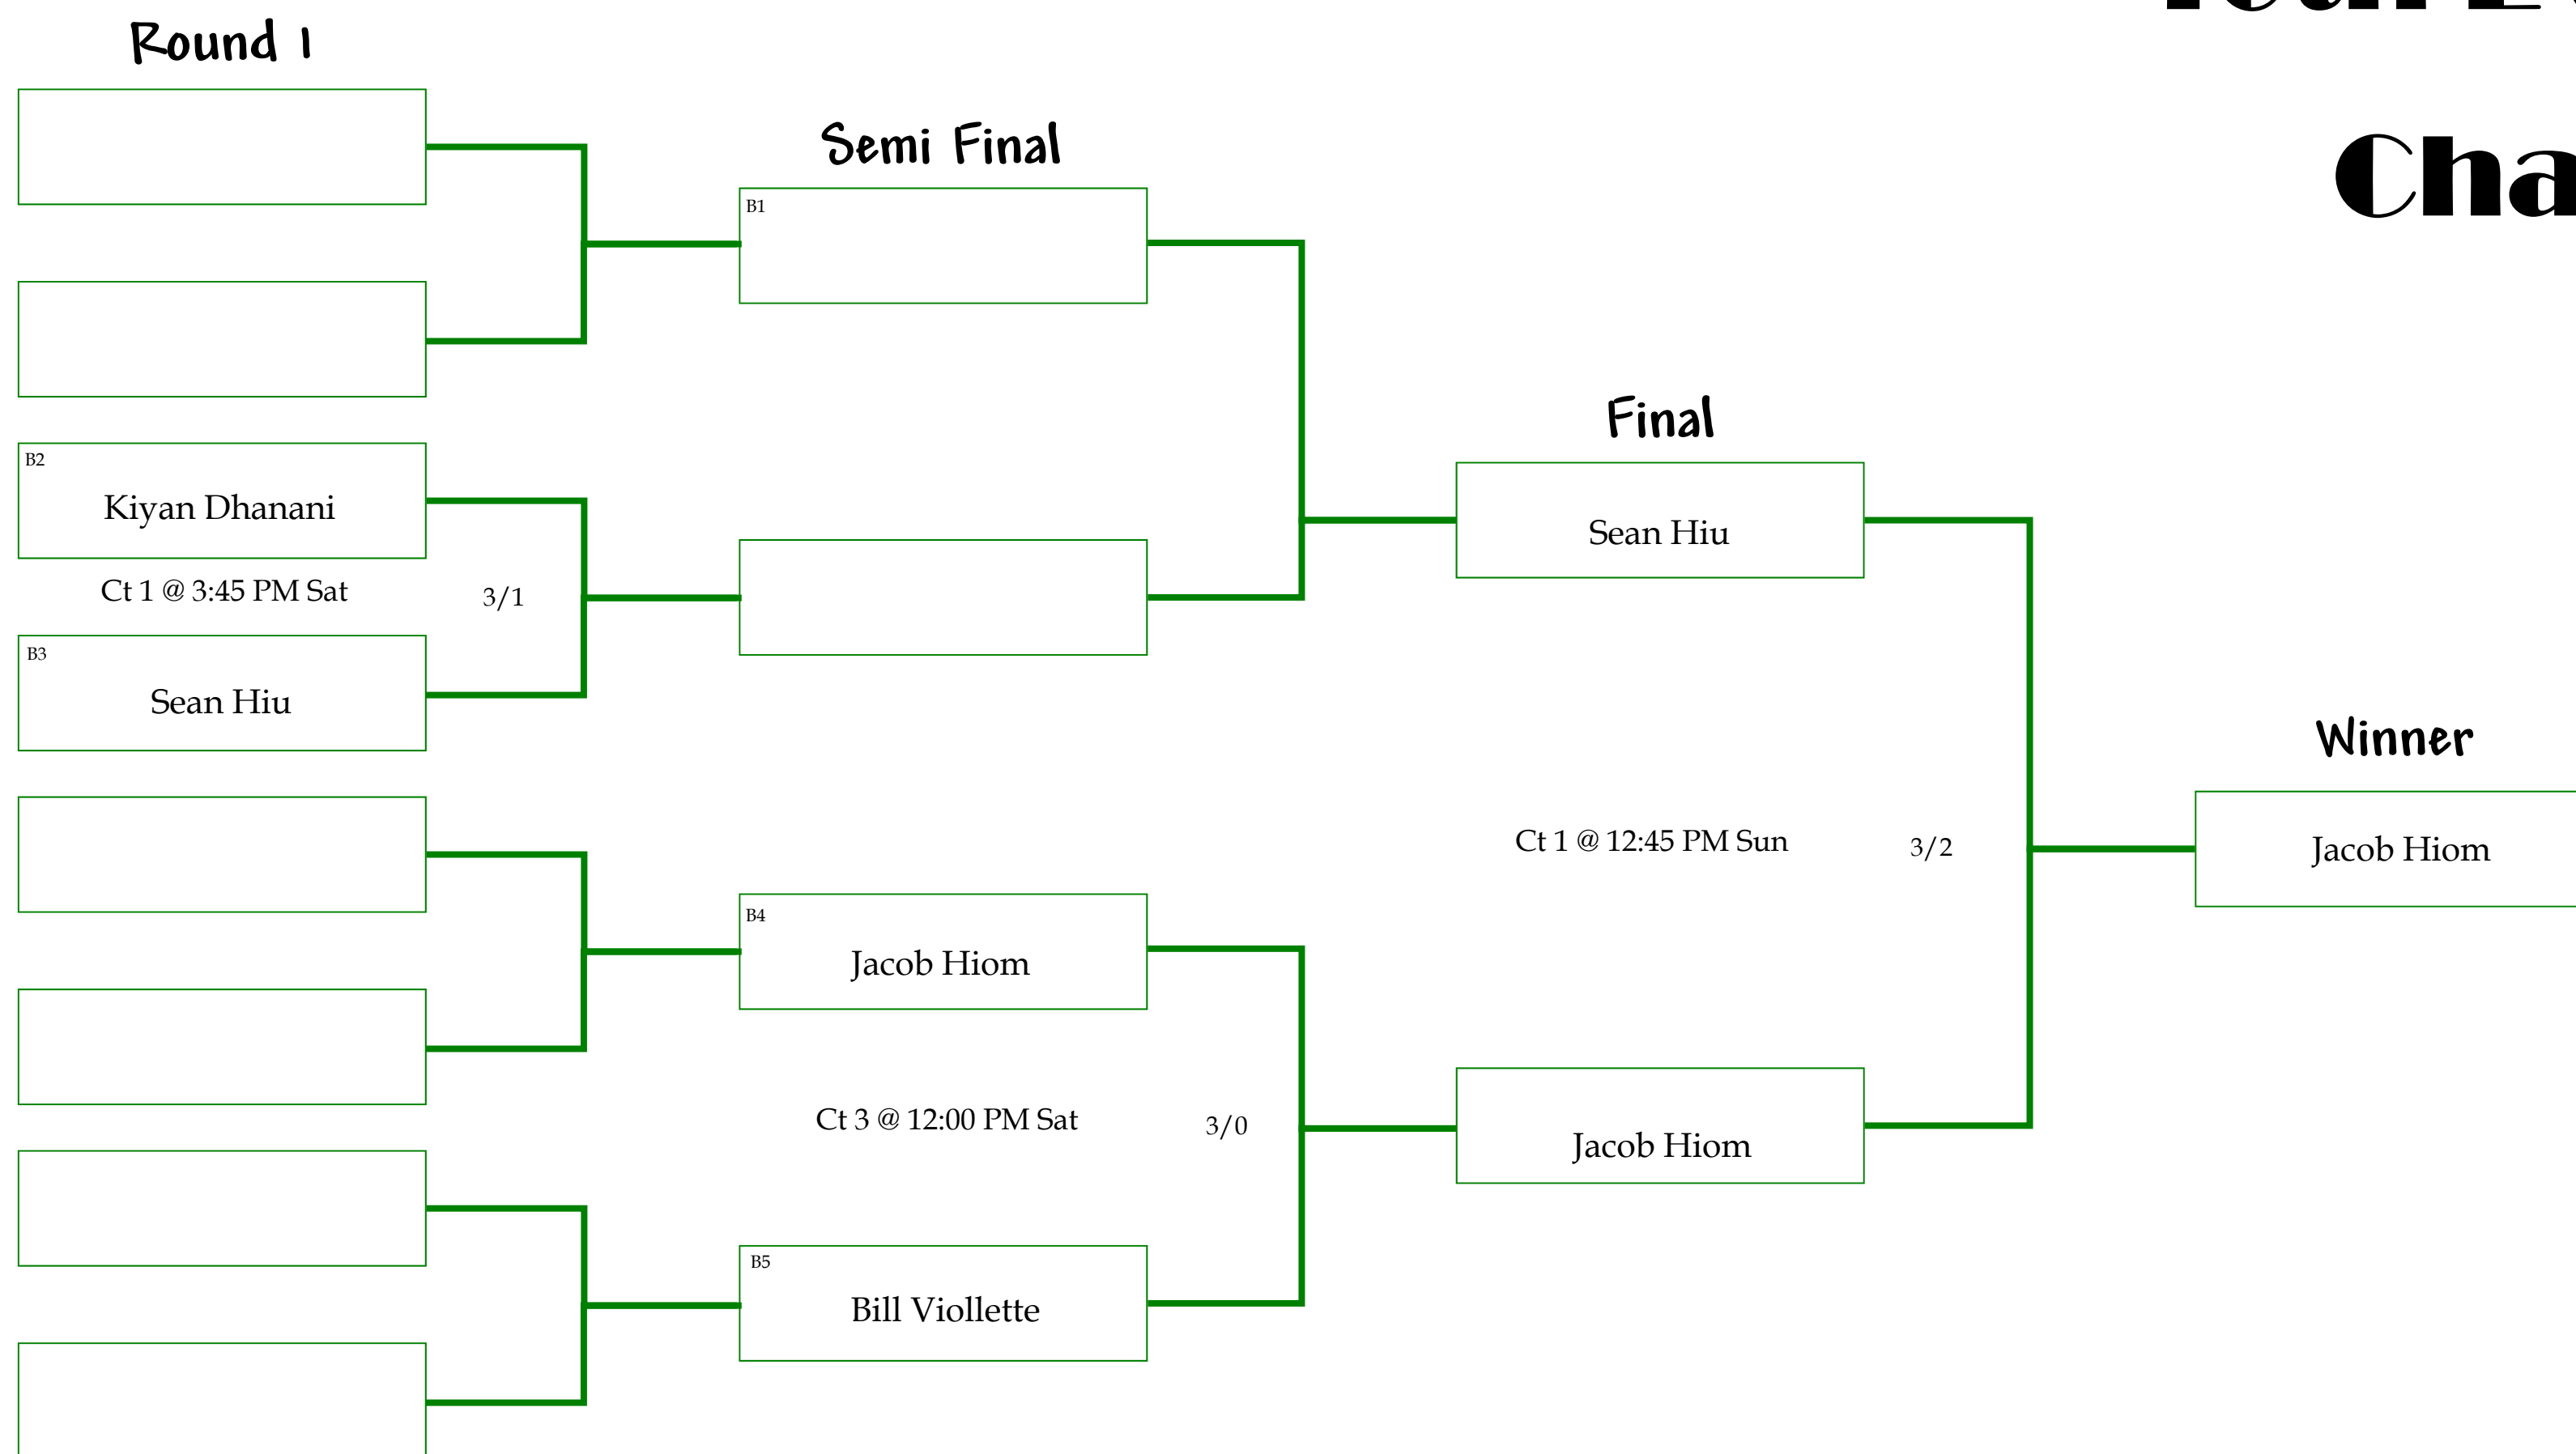 Round 1
Semi Final
B1
Final
B2
Kiyan Dhanani
Ct 1 @ 3:45 PM Sat
3/1
B3
Sean Hiu
Sean Hiu
Winner
Ct 1 @ 12:45 PM Sun
3/2
Jacob Hiom
B4
Jacob Hiom
Ct 3 @ 12:00 PM Sat
3/0
Jacob Hiom
B5
Bill Viollette
Cha